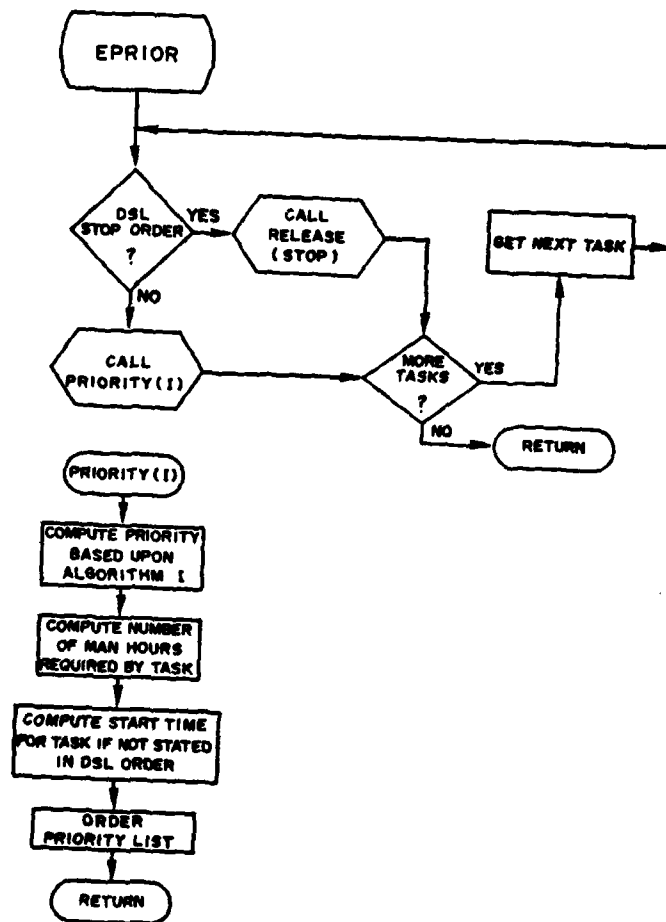 EPRIOR
DSL
STOP ORDER
?
YES
NO
CALL
RELEASE
(STOP)
GET NEXT TASK
CALL
PRIORITY(I)
MORE
TASKS
?
YES
NO
RETURN
PRIORITY(I)
COMPUTE PRIORITY
BASED UPON
ALGORITHM I
COMPUTE NUMBER
OF MAN HOURS
REQUIRED BY TASK
COMPUTE START TIME
FOR TASK IF NOT STATED
IN DSL ORDER
ORDER
PRIORITY LIST
RETURN